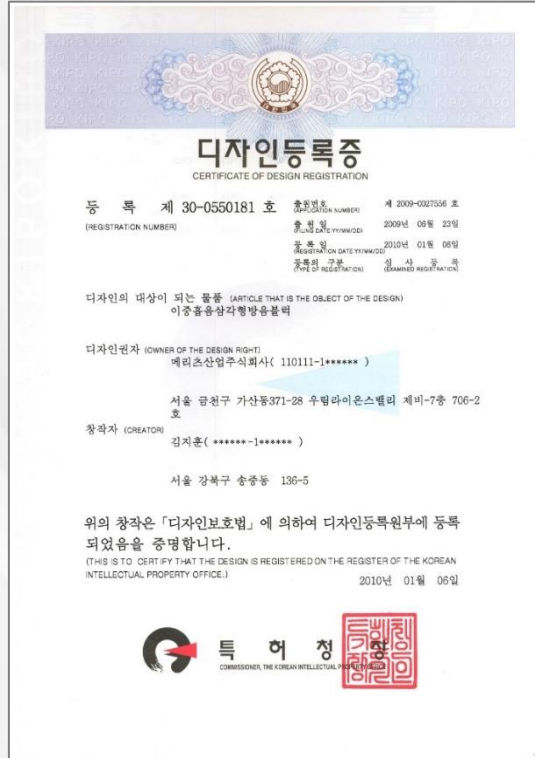 KIPO KIPO KIPO KIPO
대한민국
디자인등록증
CERTIFICATE OF DESIGN REGISTRATION
등 록 제 30-0550181 호
(REGISTRATION NUMBER)
출원번호 제 2009-0027556 호
(APPLICATION NUMBER)
출 원 일 2009년 06월 23일
(FILING DATE:YY/MM/DD)
등 록 일 2010년 01월 06일
(REGISTRATION DATE:YY/MM/DD)
등록의 구분 심 사 등 록
(TYPE OF REGISTRATION) (EXAMINED REGISTRATION)
디자인의 대상이 되는 물품 (ARTICLE THAT IS THE OBJECT OF THE DESIGN)
이중흡음삼각형방음블럭
디자인권자 (OWNER OF THE DESIGN RIGHT)
메리츠산업주식회사( 110111-1****** )
서울 금천구 가산동371-28 우림라이온스밸리 제비-7층 706-2
호
창작자 (CREATOR)
김지훈( ******-1****** )
서울 강북구 송중동 136-5
위의 창작은 「디자인보호법」에 의하여 디자인등록원부에 등록
되었음을 증명합니다.
(THIS IS TO CERTIFY THAT THE DESIGN IS REGISTERED ON THE REGISTER OF THE KOREAN
INTELLECTUAL PROPERTY OFFICE.)
2010년 01월 06일
특 허 청 장
COMMISSIONER, THE KOREAN INTELLECTUAL PROPERTY OFFICE